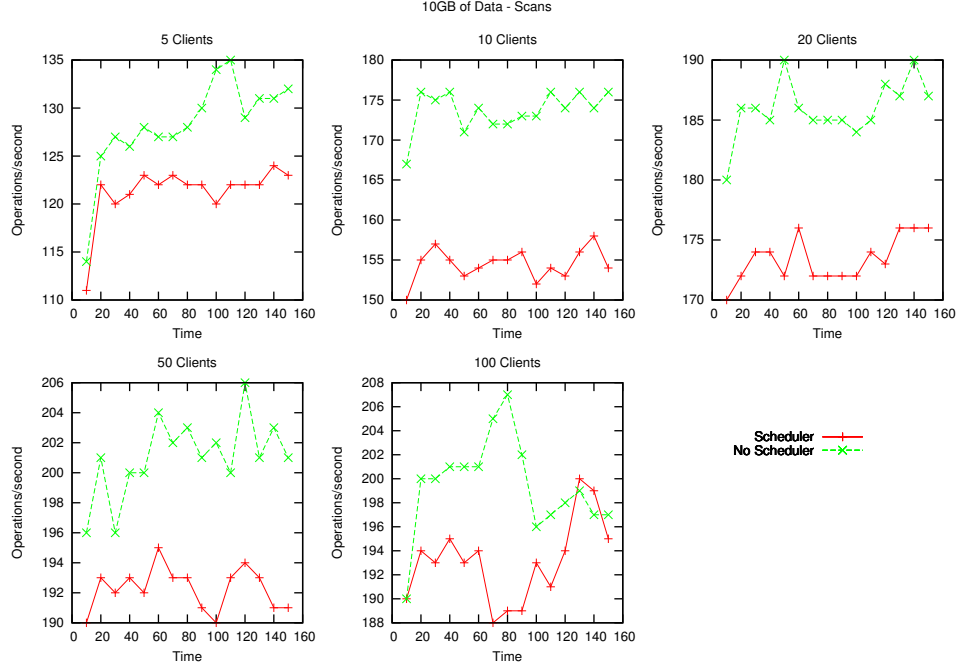 10GB of Data - Scans
5 Clients
135
130
125
120
115
110
0 20 40 60 80 100 120 140 160
Operations/second
Time
10 Clients
180
175
170
165
160
155
150
0 20 40 60 80 100 120 140 160
Operations/second
Time
20 Clients
190
185
180
175
170
0 20 40 60 80 100 120 140 160
Operations/second
Time
50 Clients
206
204
202
200
198
196
194
192
190
0 20 40 60 80 100 120 140 160
Operations/second
Time
100 Clients
208
206
204
202
200
198
196
194
192
190
188
0 20 40 60 80 100 120 140 160
Operations/second
Time
Scheduler
No Scheduler